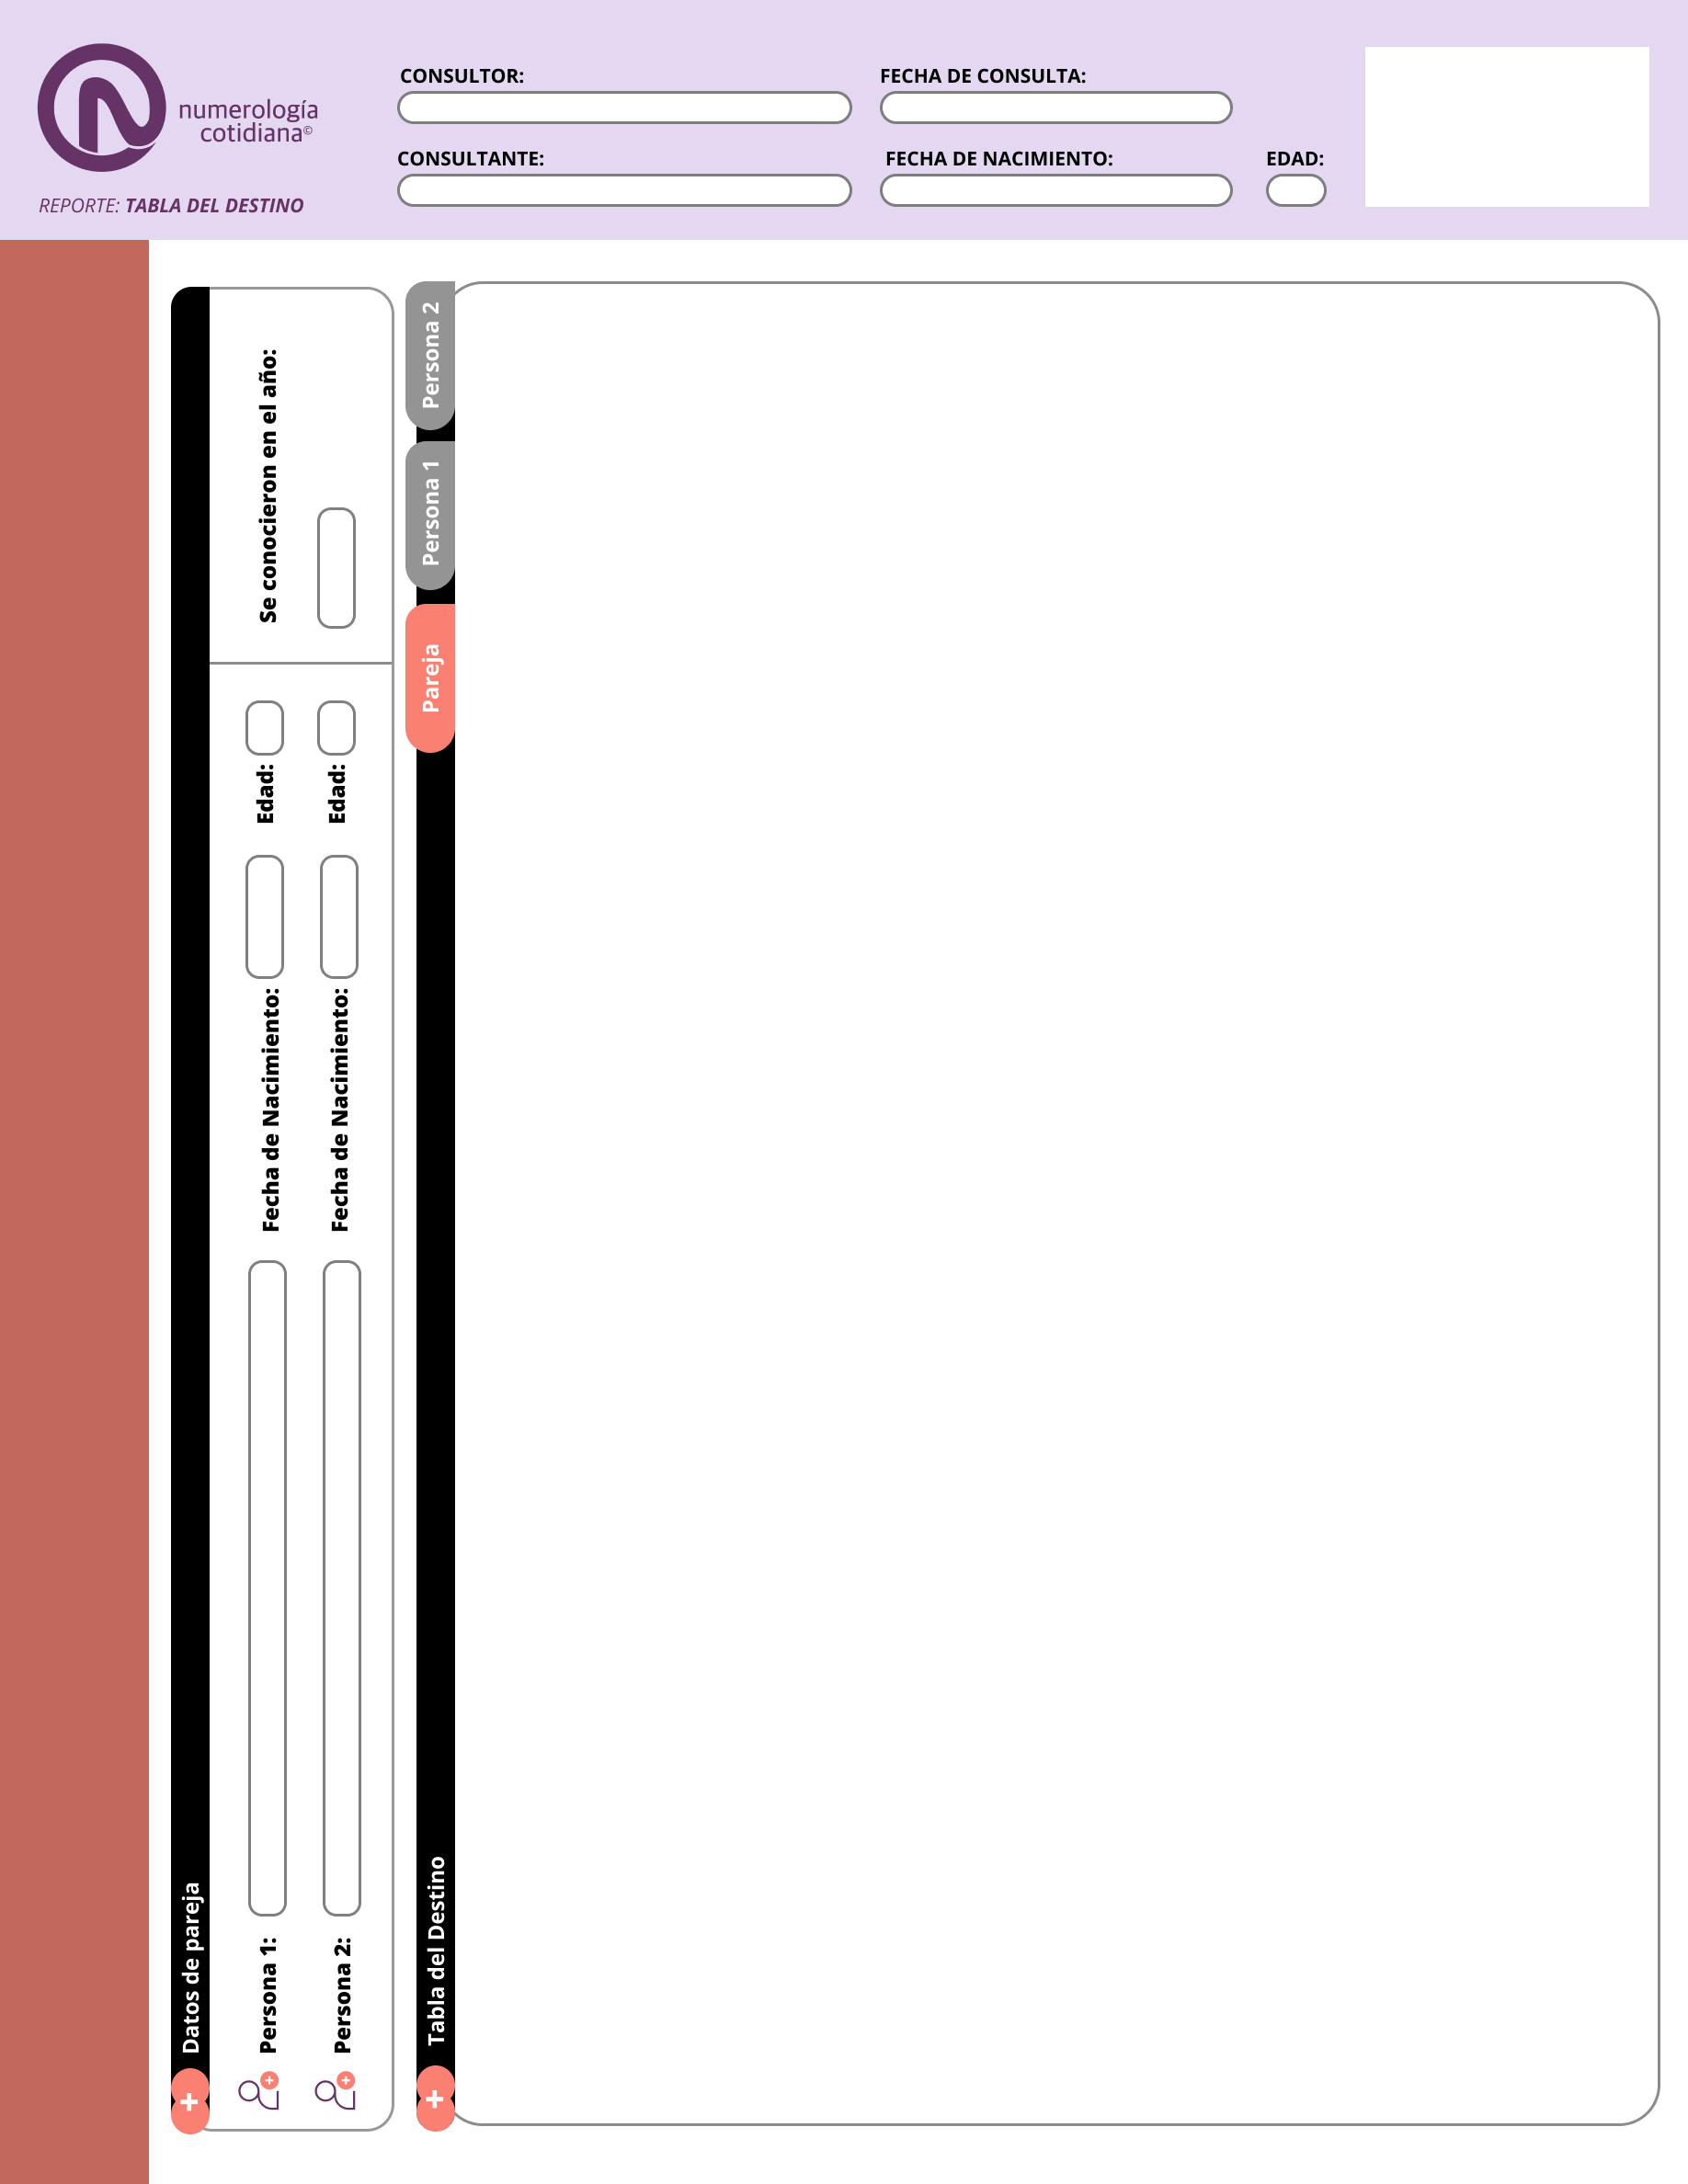 numerología
cotidiana©
REPORTE: TABLA DEL DESTINO
CONSULTOR:
FECHA DE CONSULTA:
CONSULTANTE:
FECHA DE NACIMIENTO:
EDAD:
Datos de pareja
Persona 1:
Fecha de Nacimiento:
Edad:
Persona 2:
Fecha de Nacimiento:
Edad:
Se conocieron en el año:
Tabla del Destino
Pareja
Persona 1
Persona 2